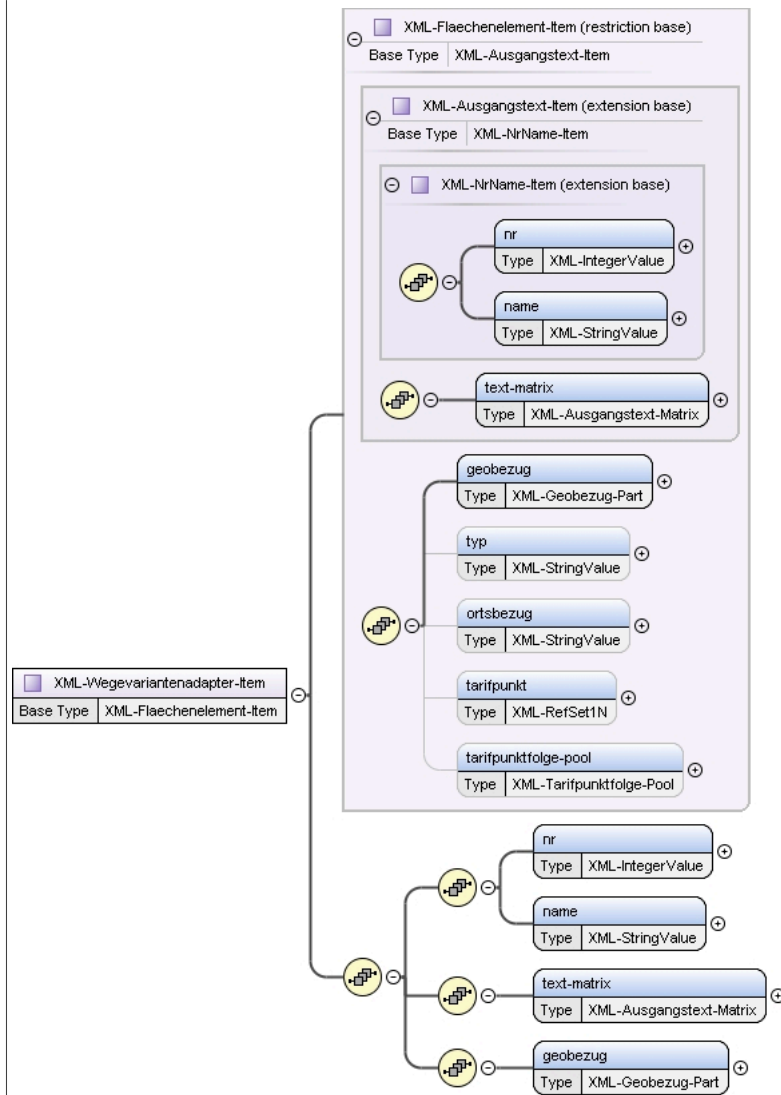 XML-Flaechenelement-Item (restriction base)
Base Type XML-Ausgangstext-Item
XML-Ausgangstext-Item (extension base)
Base Type XML-NrName-Item
XML-NrName-Item (extension base)
nr
Type XML-IntegerValue
name
Type XML-StringValue
text-matrix
Type XML-Ausgangstext-Matrix
geobezug
Type XML-Geobezug-Part
typ
Type XML-StringValue
ortsbezug
Type XML-StringValue
tarifpunkt
Type XML-RefSet1N
tarifpunktfolge-pool
Type XML-Tarifpunktfolge-Pool
XML-Wegevariantenadapter-Item
Base Type XML-Flaechenelement-Item
nr
Type XML-IntegerValue
name
Type XML-StringValue
text-matrix
Type XML-Ausgangstext-Matrix
geobezug
Type XML-Geobezug-Part